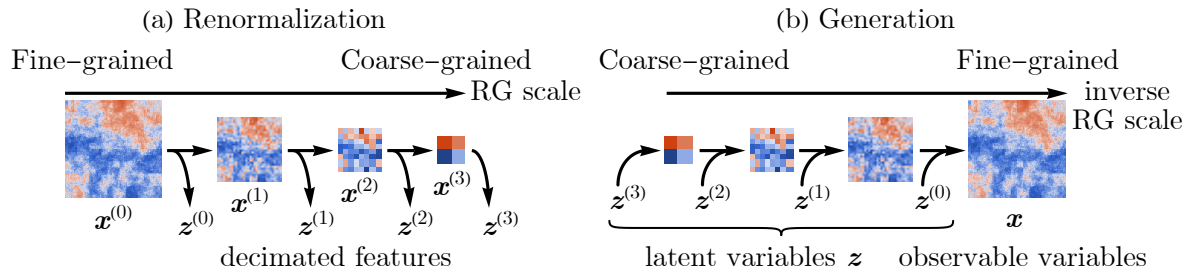 (a) Renormalization
Fine−grained Coarse−grained
RG scale
x(0) x(1) x(2) x(3)
z(0) z(1) z(2) z(3)
decimated features
(b) Generation
Coarse−grained Fine−grained
inverse
RG scale
z(3) z(2) z(1) z(0)
x
latent variables z observable variables